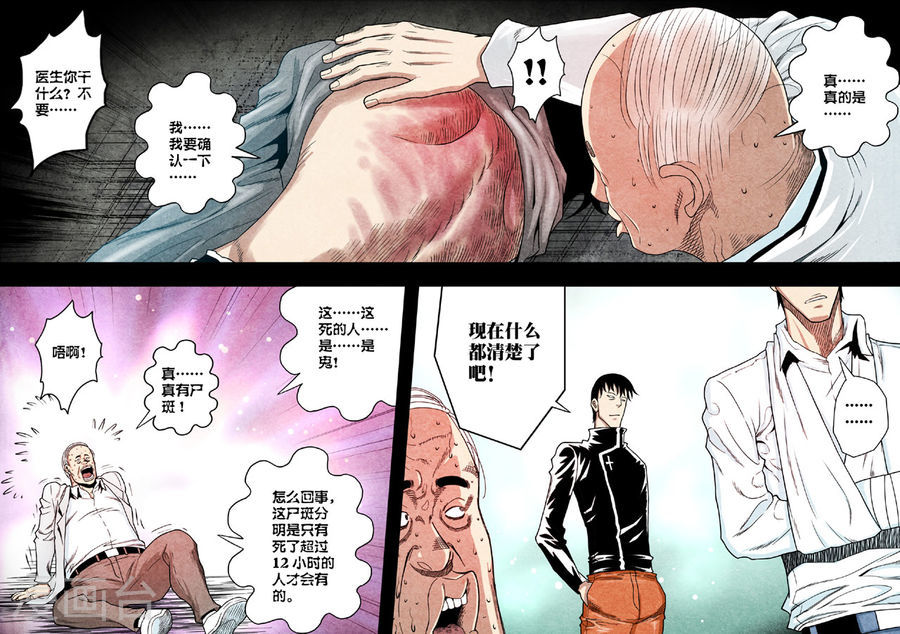 医生你干
什么？不
要……
我……
我要确
认一下
……
!!
真……
真的是
……
唔啊！
真……
真有尸
班！
这……这
死的人……
是……是
鬼！
怎么回事，
这尸班分
明是只有
死了超过
12小时的
人才会有
的。
现在什么
都清楚了
吧！
……
……
漫画台